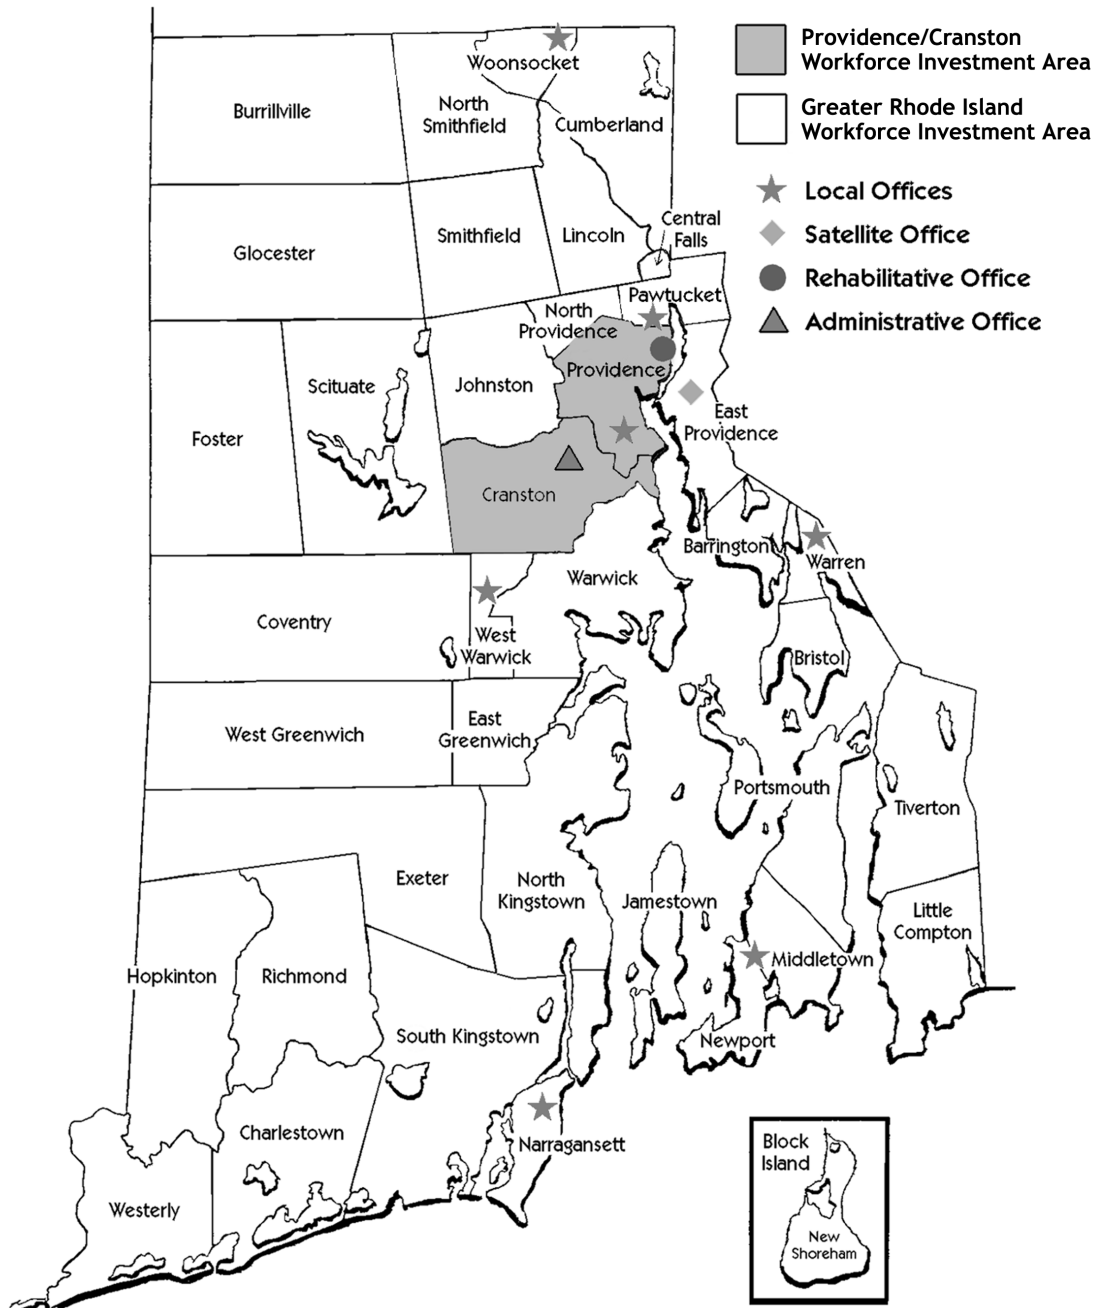 Providence/Cranston
Workforce Investment Area
Greater Rhode Island
Workforce Investment Area
Local Offices
Satellite Office
Rehabilitative Office
Administrative Office
Woonsocket
Burrillville
North
Smithfield
Cumberland
Glocester
Smithfield
Lincoln
Central
Falls
Pawtucket
North
Providence
Scituate
Johnston
Providence
Foster
East
Providence
Cranston
Barrington
Warren
Warwick
Coventry
West
Warwick
Bristol
West Greenwich
East
Greenwich
Portsmouth
Tiverton
Exeter
North
Kingstown
Jamestown
Little
Compton
Hopkinton
Richmond
Middletown
South Kingstown
Newport
Charlestown
Narragansett
Westerly
Block
Island
New
Shoreham